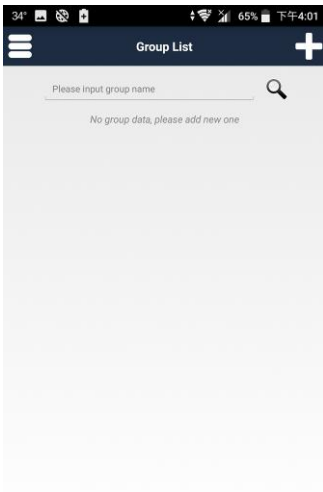 34° 65% 下午4:01
Group List
Please input group name
No group data, please add new one